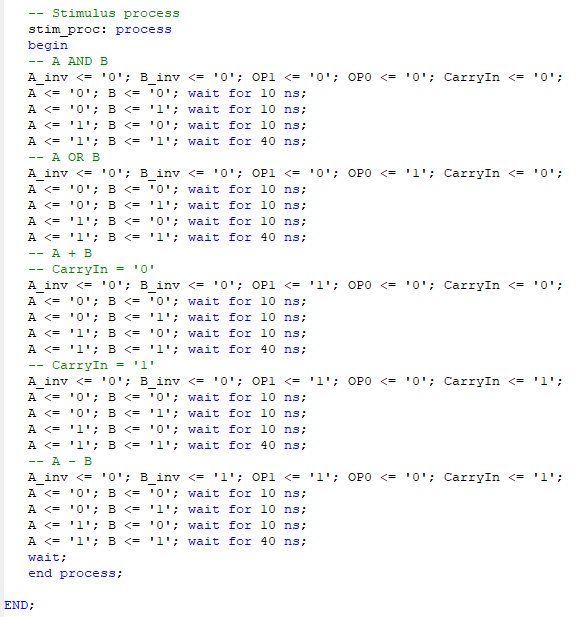 -- Stimulus process
stim_proc: process
begin
-- A AND B
A_inv <= '0'; B_inv <= '0'; OP1 <= '0'; OP0 <= '0'; CarryIn <= '0';
A <= '0'; B <= '0'; wait for 10 ns;
A <= '0'; B <= '1'; wait for 10 ns;
A <= '1'; B <= '0'; wait for 10 ns;
A <= '1'; B <= '1'; wait for 40 ns;
-- A OR B
A_inv <= '0'; B_inv <= '0'; OP1 <= '0'; OP0 <= '1'; CarryIn <= '0';
A <= '0'; B <= '0'; wait for 10 ns;
A <= '0'; B <= '1'; wait for 10 ns;
A <= '1'; B <= '0'; wait for 10 ns;
A <= '1'; B <= '1'; wait for 40 ns;
-- A + B
-- CarryIn = '0'
A_inv <= '0'; B_inv <= '0'; OP1 <= '1'; OP0 <= '0'; CarryIn <= '0';
A <= '0'; B <= '0'; wait for 10 ns;
A <= '0'; B <= '1'; wait for 10 ns;
A <= '1'; B <= '0'; wait for 10 ns;
A <= '1'; B <= '1'; wait for 40 ns;
-- CarryIn = '1'
A_inv <= '0'; B_inv <= '0'; OP1 <= '1'; OP0 <= '0'; CarryIn <= '1';
A <= '0'; B <= '0'; wait for 10 ns;
A <= '0'; B <= '1'; wait for 10 ns;
A <= '1'; B <= '0'; wait for 10 ns;
A <= '1'; B <= '1'; wait for 40 ns;
-- A - B
A_inv <= '0'; B_inv <= '1'; OP1 <= '1'; OP0 <= '0'; CarryIn <= '1';
A <= '0'; B <= '0'; wait for 10 ns;
A <= '0'; B <= '1'; wait for 10 ns;
A <= '1'; B <= '0'; wait for 10 ns;
A <= '1'; B <= '1'; wait for 40 ns;
wait;
end process;
END;